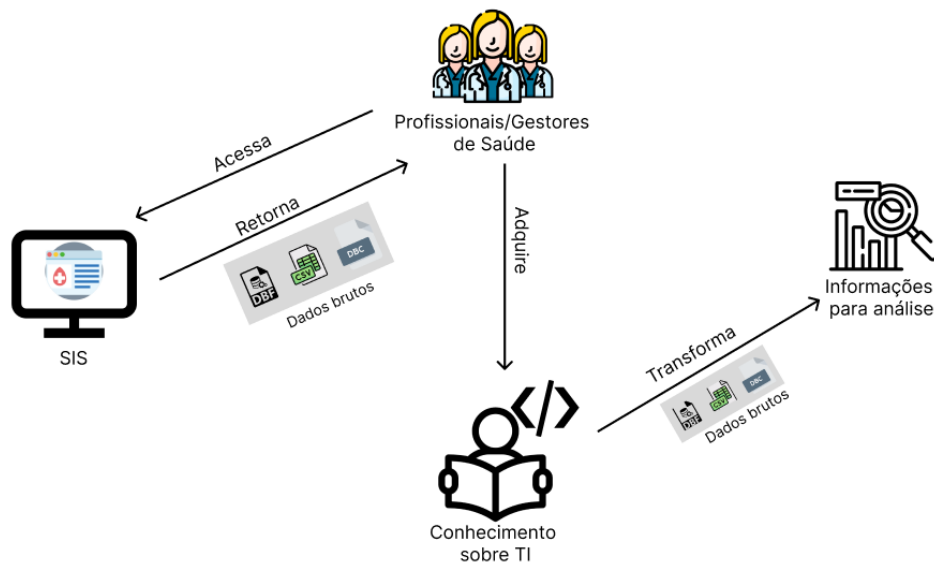 Profissionais/Gestores
de Saúde
Acessa
Retorna
DBF
CSV
DBC
Dados brutos
SIS
Adquire
Informações
para análise
Transforma
DBF
CSV
DBC
Dados brutos
</>
Conhecimento
sobre TI